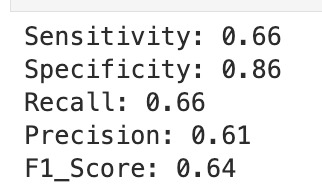 Sensitivity: 0.66
Specificity: 0.86
Recall: 0.66
Precision: 0.61
F1_Score: 0.64